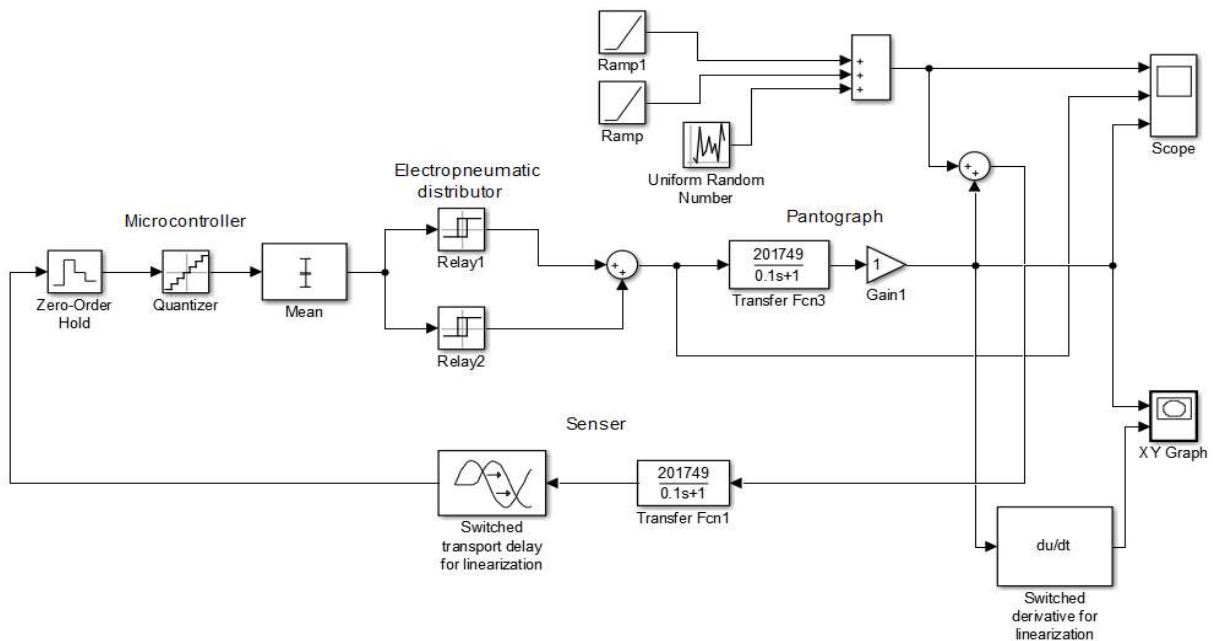 Ramp1
Ramp
Uniform Random
Number
+
+
+
Scope
Electropneumatic
distributor
Microcontroller
Pantograph
+
+
Relay1
Relay2
Zero-Order
Hold
Quantizer
Mean
+
+
201749
0.1s+1
Transfer Fcn3
1
Gain1
Senser
XY Graph
201749
0.1s+1
Transfer Fcn1
Switched
transport delay
for linearization
du/dt
Switched
derivative for
linearization